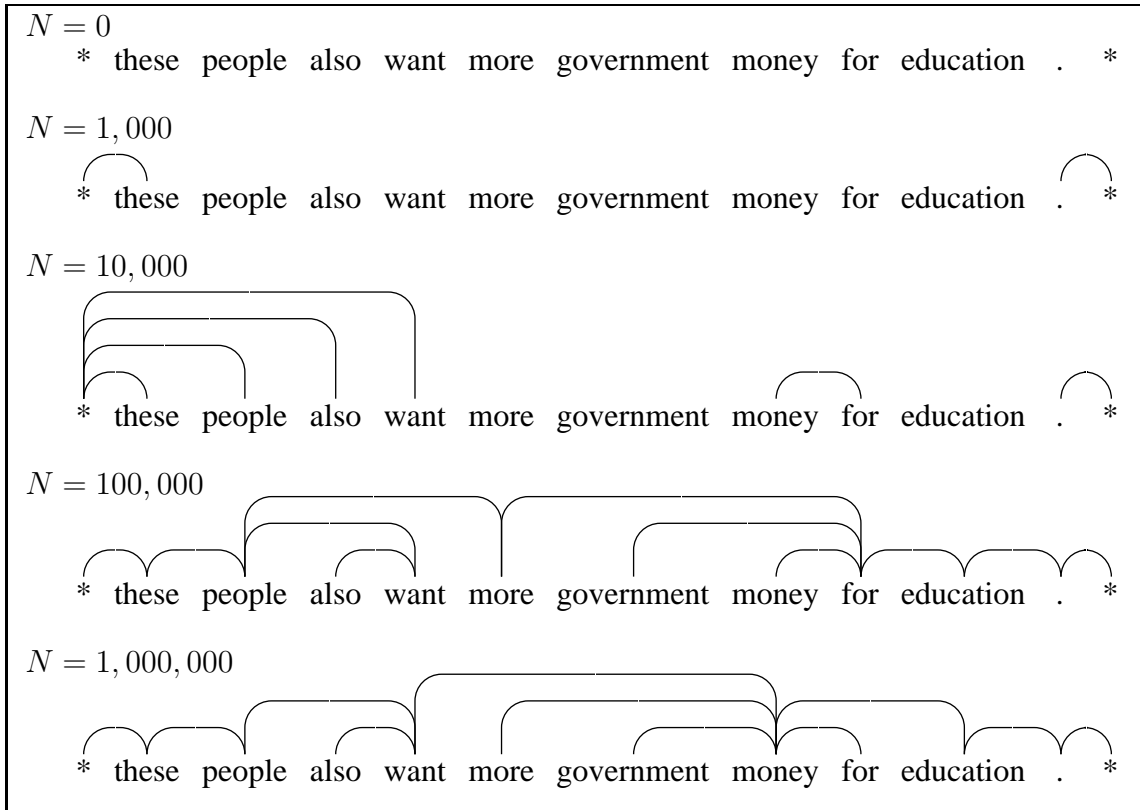 N = 0
* these people also want more government money for education . *
N = 1,000
* these people also want more government money for education . *
N = 10,000
* these people also want more government money for education . *
N = 100,000
* these people also want more government money for education . *
N = 1,000,000
* these people also want more government money for education . *